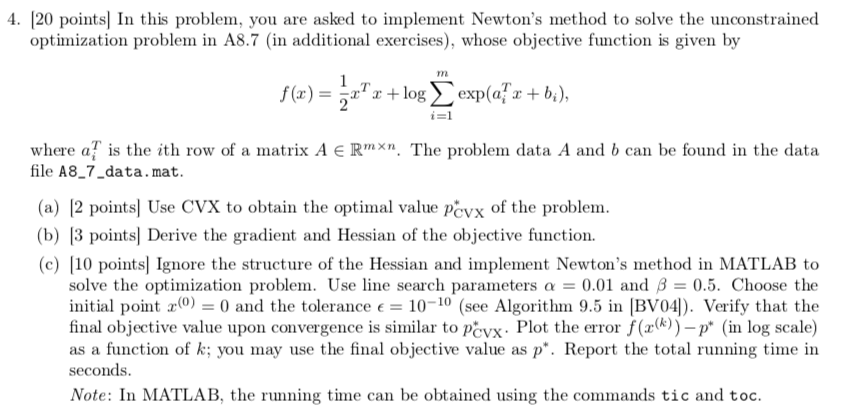 4. [20 points] In this problem, you are asked to implement Newton's method to solve the unconstrained
optimization problem in A8.7 (in additional exercises), whose objective function is given by
f(x) = \frac{1}{2} x^T x + \log \sum_{i=1}^{m} \exp(a_i^T x + b_i),
where a_i^T is the ith row of a matrix A ∈ R^{m×n}. The problem data A and b can be found in the data
file A8_7_data.mat.
(a) [2 points] Use CVX to obtain the optimal value p^*_{CVX} of the problem.
(b) [3 points] Derive the gradient and Hessian of the objective function.
(c) [10 points] Ignore the structure of the Hessian and implement Newton's method in MATLAB to
solve the optimization problem. Use line search parameters α = 0.01 and β = 0.5. Choose the
initial point x^{(0)} = 0 and the tolerance ϵ = 10^{-10} (see Algorithm 9.5 in [BV04]). Verify that the
final objective value upon convergence is similar to p^*_{CVX}. Plot the error f(x^{(k)}) − p^* (in log scale)
as a function of k; you may use the final objective value as p^*. Report the total running time in
seconds.
Note: In MATLAB, the running time can be obtained using the commands tic and toc.